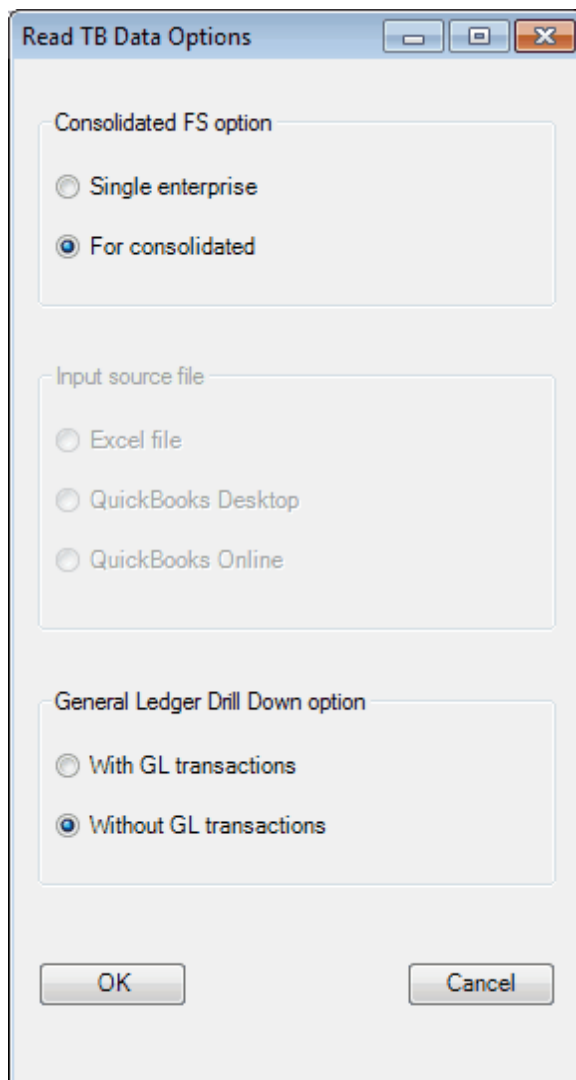 Read TB Data Options
Consolidated FS option
Single enterprise
For consolidated
Input source file
Excel file
QuickBooks Desktop
QuickBooks Online
General Ledger Drill Down option
With GL transactions
Without GL transactions
OK Cancel